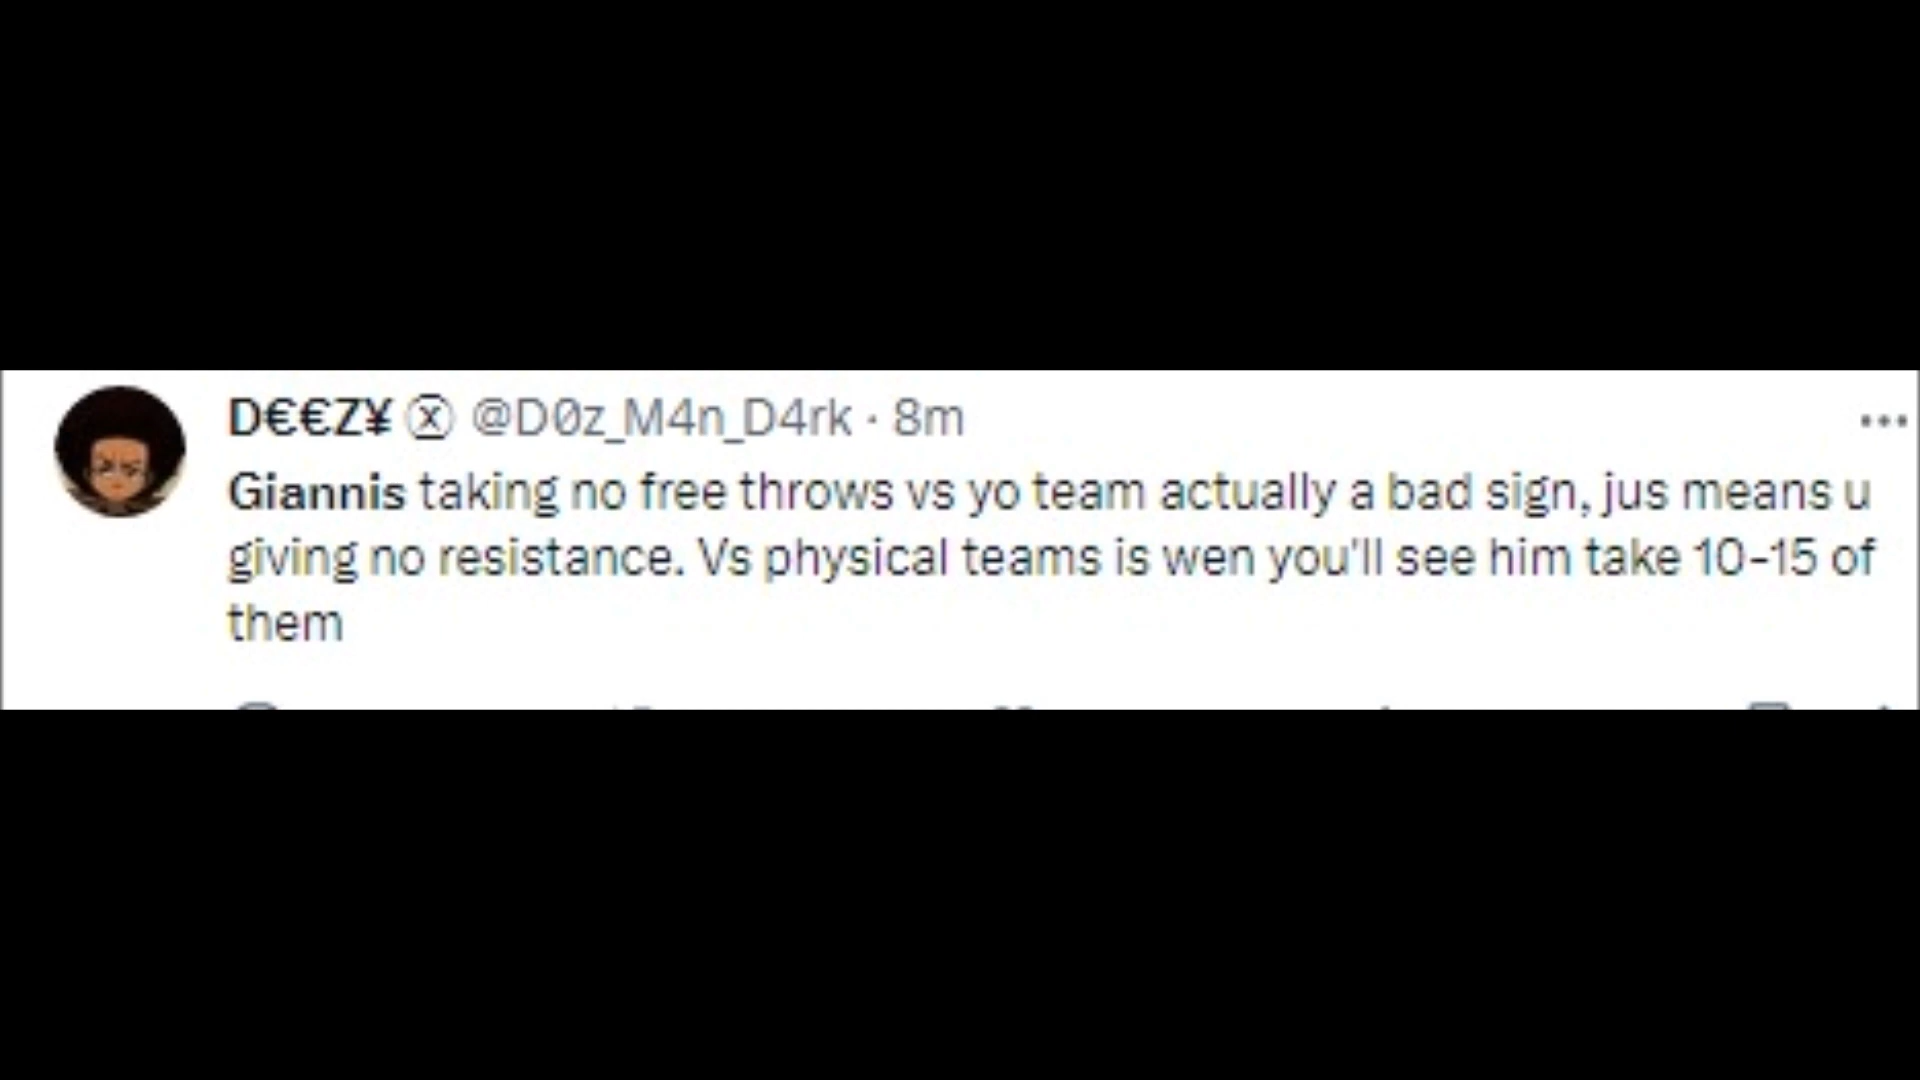 D€€Z¥ Ⓧ @D0z_M4n_D4rk · 8m
Giannis taking no free throws vs yo team actually a bad sign, jus means u
giving no resistance. Vs physical teams is wen you'll see him take 10-15 of
them